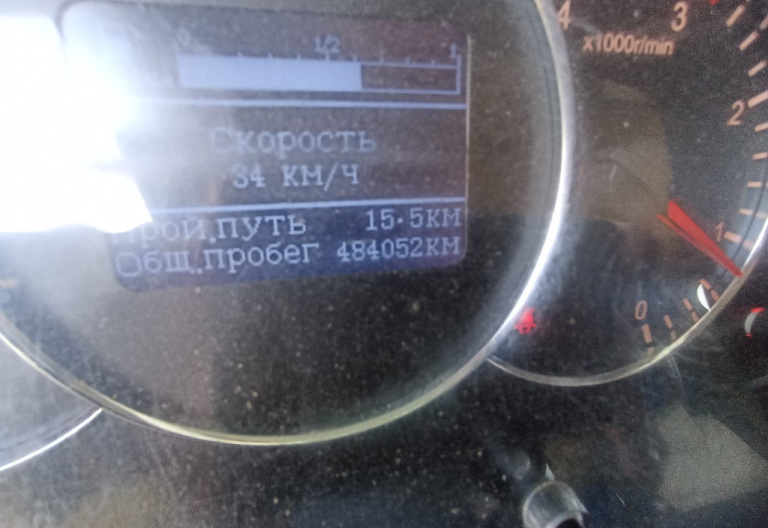 0 1/2 1
Скорость
34 КМ/Ч
Прой.путь 15.5КМ
Общ.пробег 484052КМ
4 3
x1000r/min
2
1
0